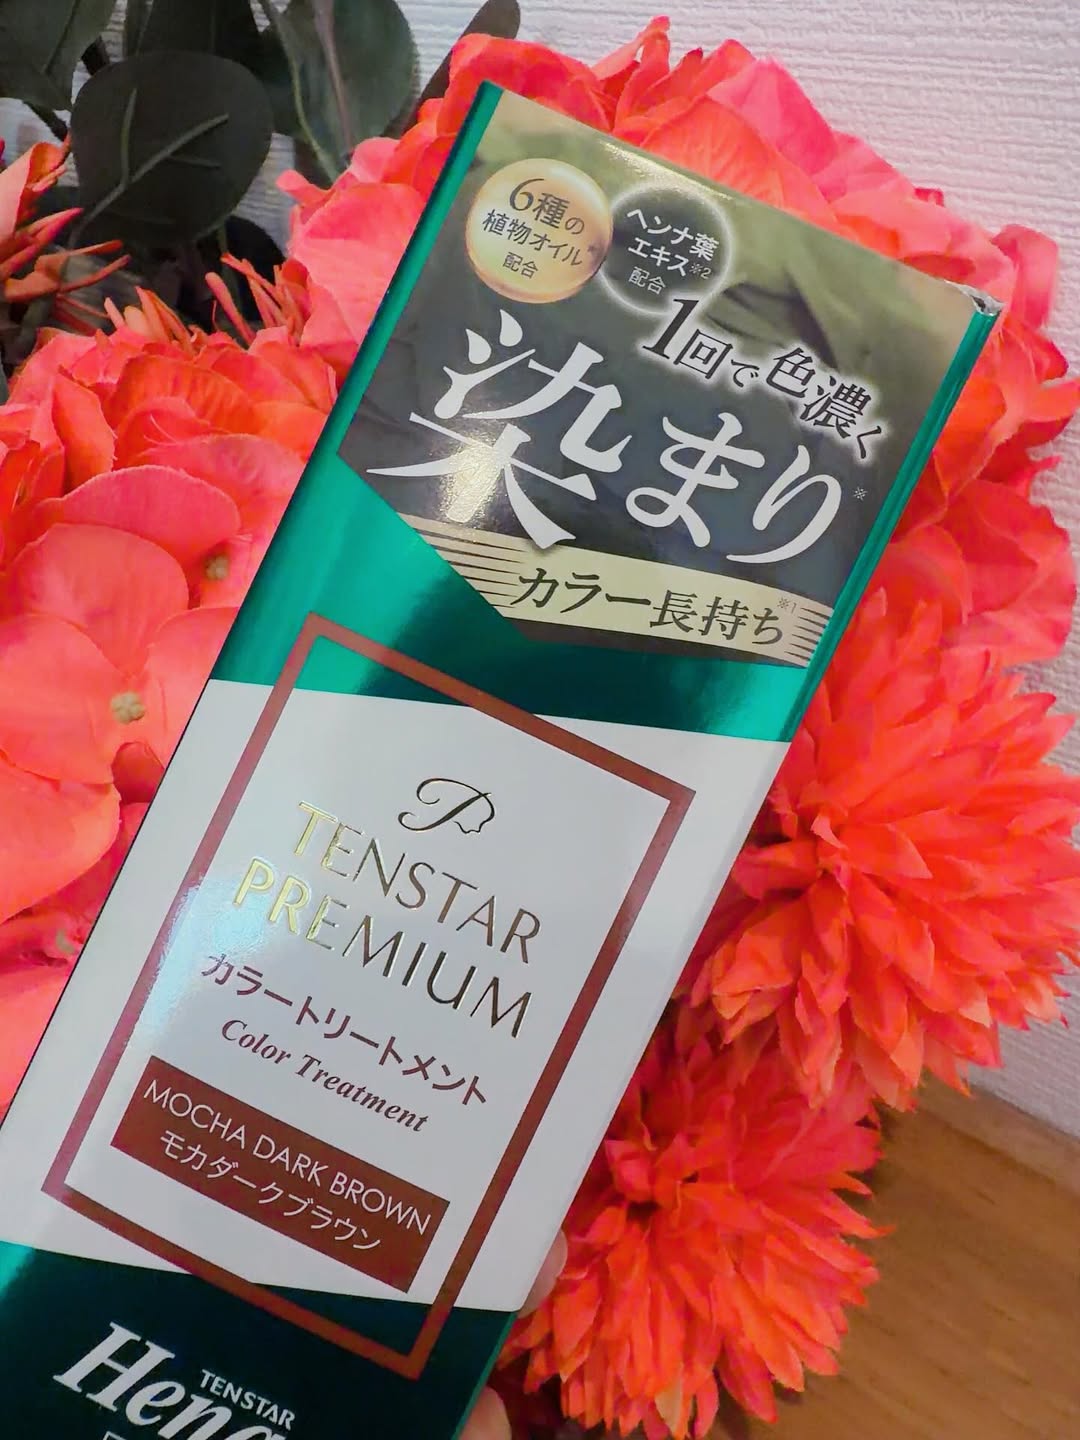 6種の
植物オイル*
配合
ヘンナ葉
エキス※2
配合
1回で色濃く
染まり※
カラー長持ち※1
TENSTAR
PREMIUM
カラートリートメント
Color Treatment
MOCHA DARK BROWN
モカダークブラウン
TENSTAR